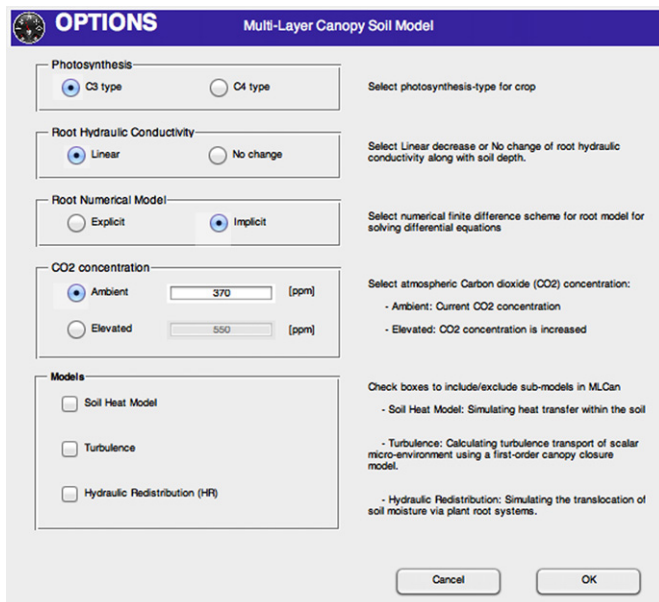 OPTIONS
Multi-Layer Canopy Soil Model
Photosynthesis
C3 type
C4 type
Select photosynthesis-type for crop
Root Hydraulic Conductivity
Linear
No change
Select Linear decrease or No change of root hydraulic
conductivity along with soil depth.
Root Numerical Model
Explicit
Implicit
Select numerical finite difference scheme for root model for
solving differential equations
CO2 concentration
Ambient
370
[ppm]
Elevated
550
[ppm]
Select atmospheric Carbon dioxide (CO2) concentration:
- Ambient: Current CO2 concentration
- Elevated: CO2 concentration is increased
Models
Soil Heat Model
Turbulence
Hydraulic Redistribution (HR)
Check boxes to include/exclude sub-models in MLCan
- Soil Heat Model: Simulating heat transfer within the soil
- Turbulence: Calculating turbulence transport of scalar
micro-environment using a first-order canopy closure
model.
- Hydraulic Redistribution: Simulating the translocation of
soil moisture via plant root systems.
Cancel
OK